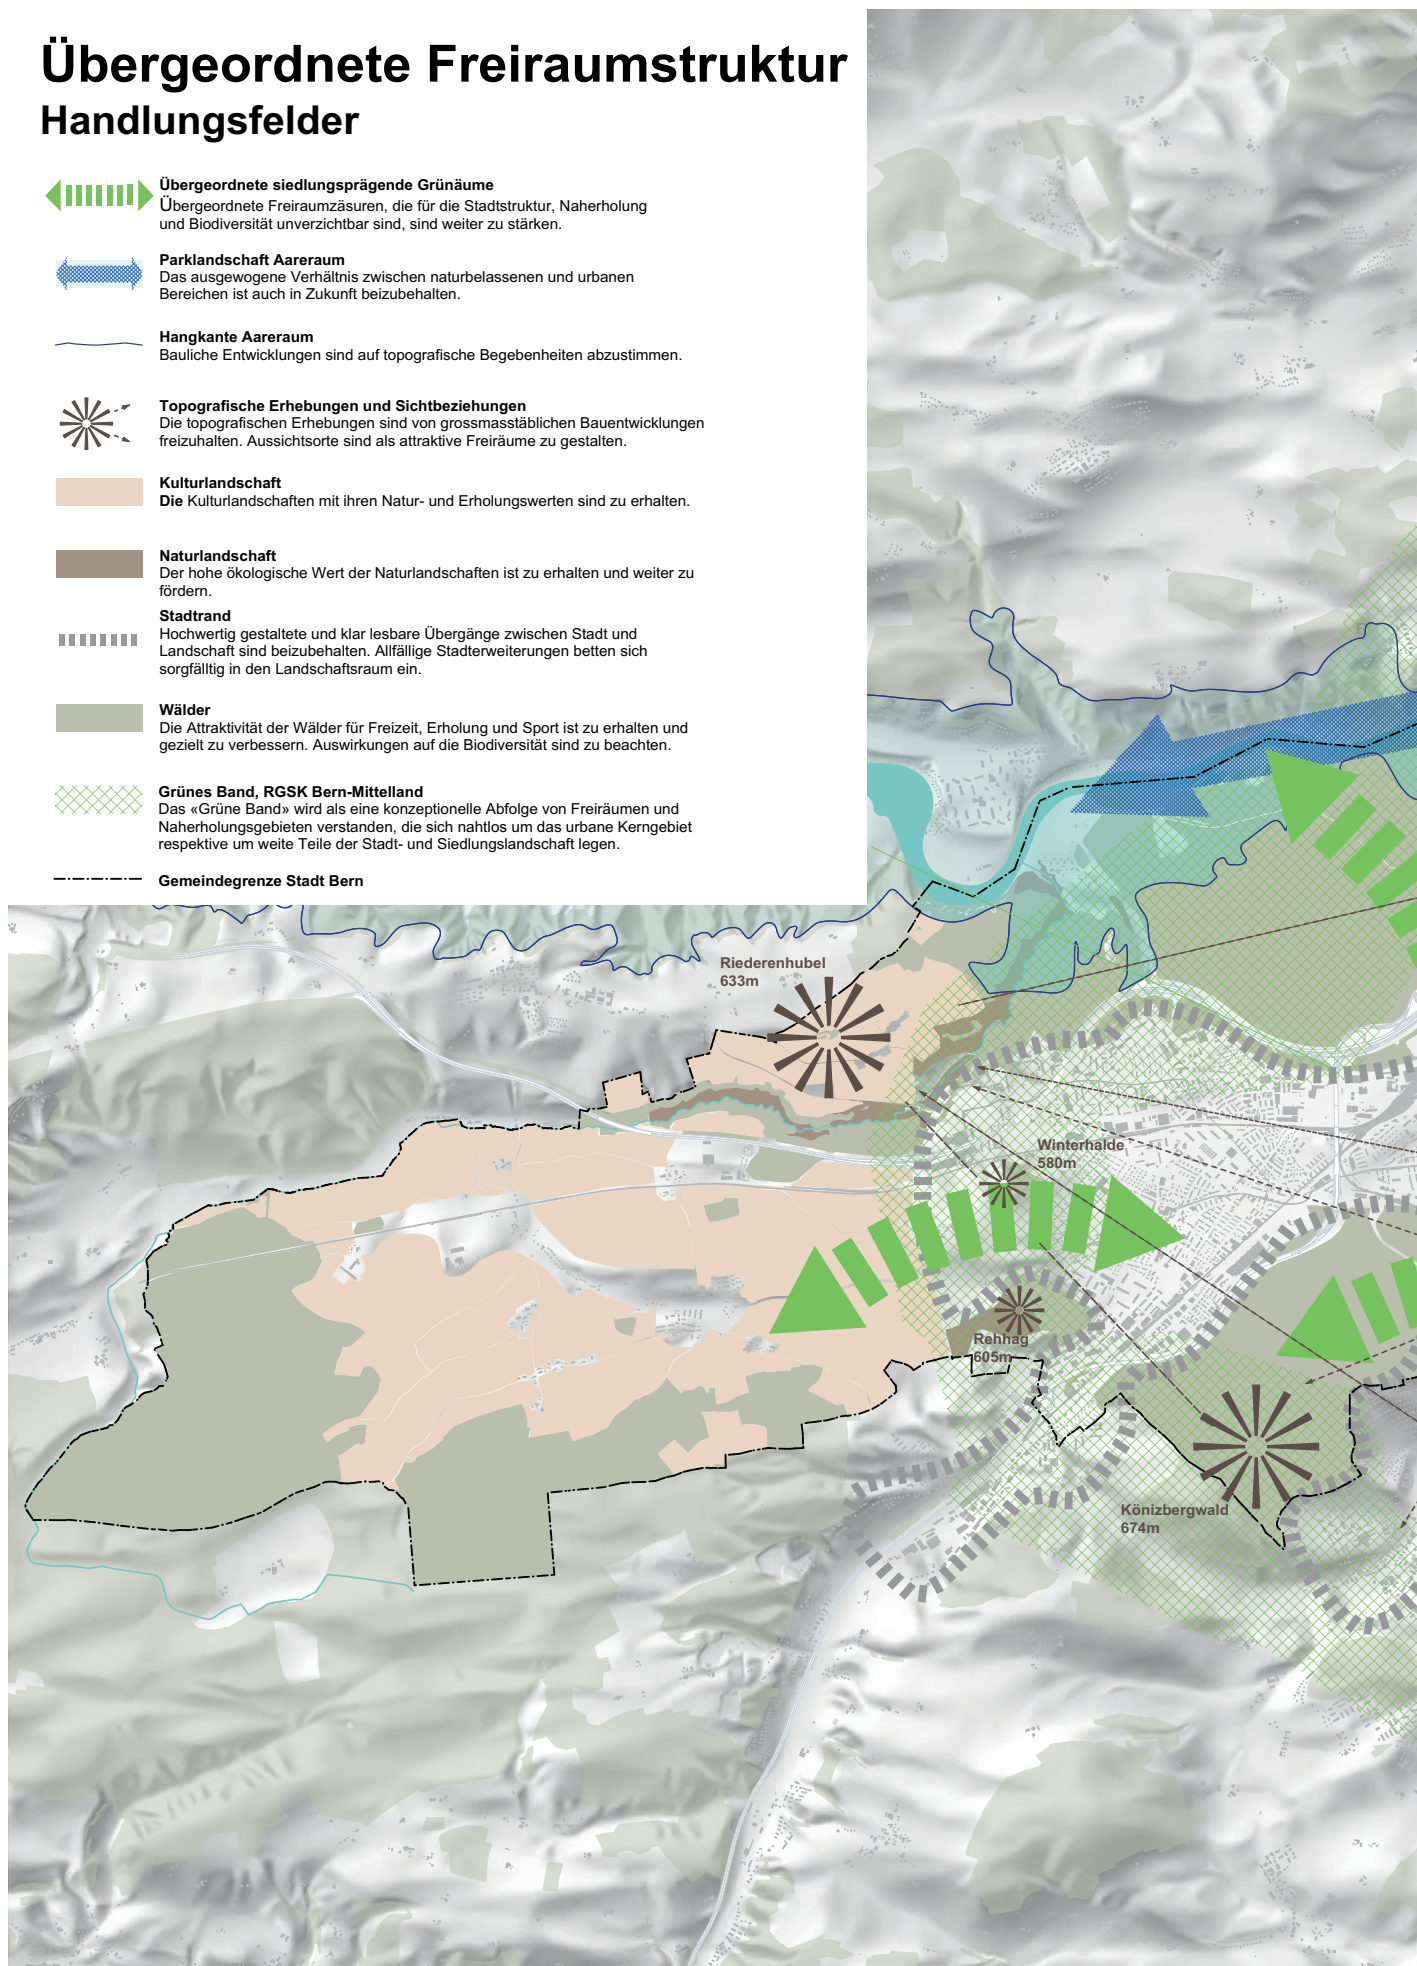 Übergeordnete Freiraumstruktur
Handlungsfelder
Übergeordnete siedlungsprägende Grünäume
Übergeordnete Freiraumzäsuren, die für die Stadtstruktur, Naherholung
und Biodiversität unverzichtbar sind, sind weiter zu stärken.
Parklandschaft Aareraum
Das ausgewogene Verhältnis zwischen naturbelassenen und urbanen
Bereichen ist auch in Zukunft beizubehalten.
Hangkante Aareraum
Bauliche Entwicklungen sind auf topografische Begebenheiten abzustimmen.
Topografische Erhebungen und Sichtbeziehungen
Die topografischen Erhebungen sind von grossmasstäblichen Bauentwicklungen
freizuhalten. Aussichtsorte sind als attraktive Freiräume zu gestalten.
Kulturlandschaft
Die Kulturlandschaften mit ihren Natur- und Erholungswerten sind zu erhalten.
Naturlandschaft
Der hohe ökologische Wert der Naturlandschaften ist zu erhalten und weiter zu
fördern.
Stadtrand
Hochwertig gestaltete und klar lesbare Übergänge zwischen Stadt und
Landschaft sind beizubehalten. Allfällige Stadterweiterungen betten sich
sorgfälltig in den Landschaftsraum ein.
Wälder
Die Attraktivität der Wälder für Freizeit, Erholung und Sport ist zu erhalten und
gezielt zu verbessern. Auswirkungen auf die Biodiversität sind zu beachten.
Grünes Band, RGSK Bern-Mittelland
Das «Grüne Band» wird als eine konzeptionelle Abfolge von Freiräumen und
Naherholungsgebieten verstanden, die sich nahtlos um das urbane Kerngebiet
respektive um weite Teile der Stadt- und Siedlungslandschaft legen.
Gemeindegrenze Stadt Bern
Riederenhubel
633m
Winterhalde
580m
Rehhag
605m
Könizbergwald
674m